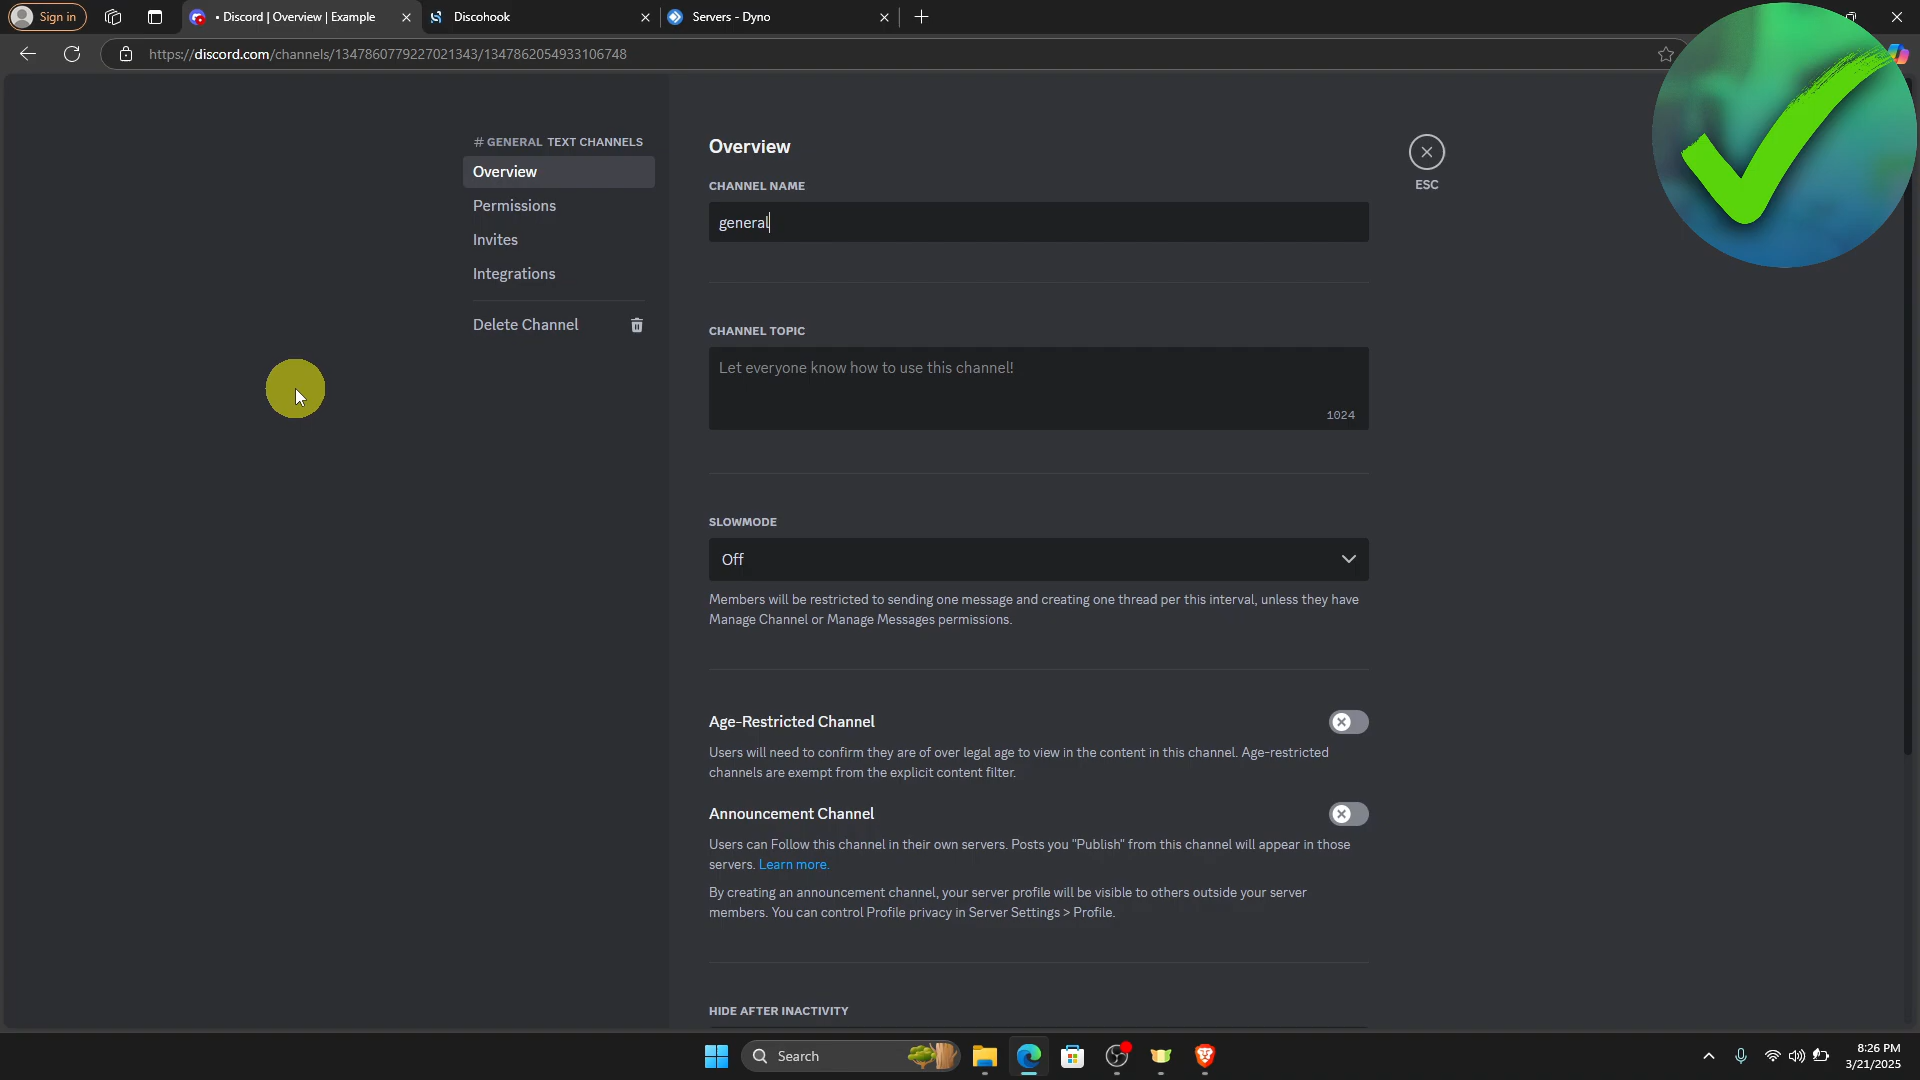 Sign in
• Discord | Overview | Example
Discohook
Servers - Dyno
https://discord.com/channels/1347860779227021343/1347862054933106748
# GENERAL TEXT CHANNELS
Overview
Permissions
Invites
Integrations
Delete Channel
Overview
CHANNEL NAME
general
ESC
CHANNEL TOPIC
Let everyone know how to use this channel!
1024
SLOWMODE
Off
Members will be restricted to sending one message and creating one thread per this interval, unless they have
Manage Channel or Manage Messages permissions.
Age-Restricted Channel
Users will need to confirm they are of over legal age to view in the content in this channel. Age-restricted
channels are exempt from the explicit content filter.
Announcement Channel
Users can Follow this channel in their own servers. Posts you "Publish" from this channel will appear in those
servers. Learn more.
By creating an announcement channel, your server profile will be visible to others outside your server
members. You can control Profile privacy in Server Settings > Profile.
HIDE AFTER INACTIVITY
Search
8:26 PM
3/21/2025